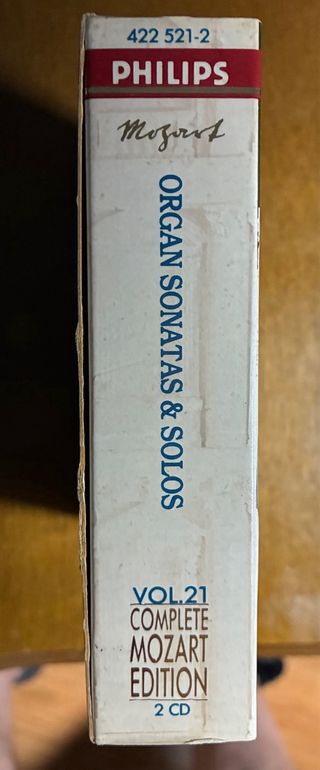 422 521-2
PHILIPS
Mozart
ORGAN SONATAS & SOLOS
VOL.21
COMPLETE
MOZART
EDITION
2 CD